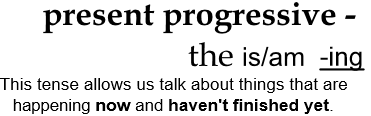 present progressive -
the is/am -ing
This tense allows us talk about things that are
happening now and haven't finished yet.